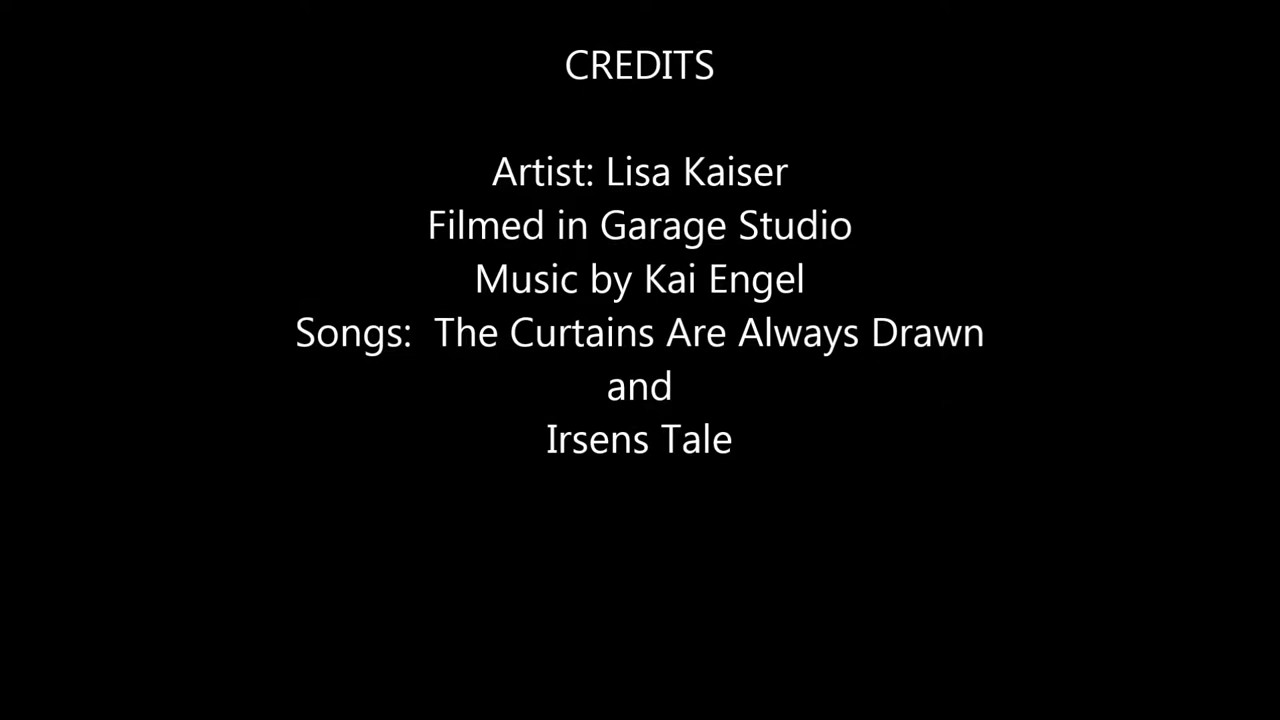 CREDITS
Artist: Lisa Kaiser
Filmed in Garage Studio
Music by Kai Engel
Songs:  The Curtains Are Always Drawn
and
Irsens Tale